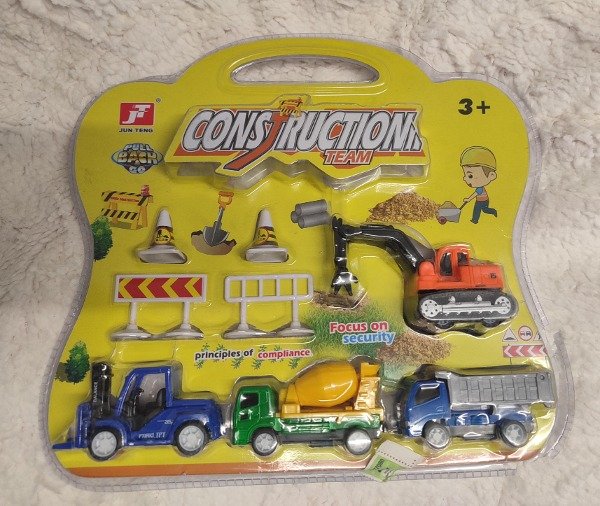 JT
®
JUN TENG
PULL
BACK
GO
CONSTRUCTION
TEAM
3+
Focus on
security
principles of compliance